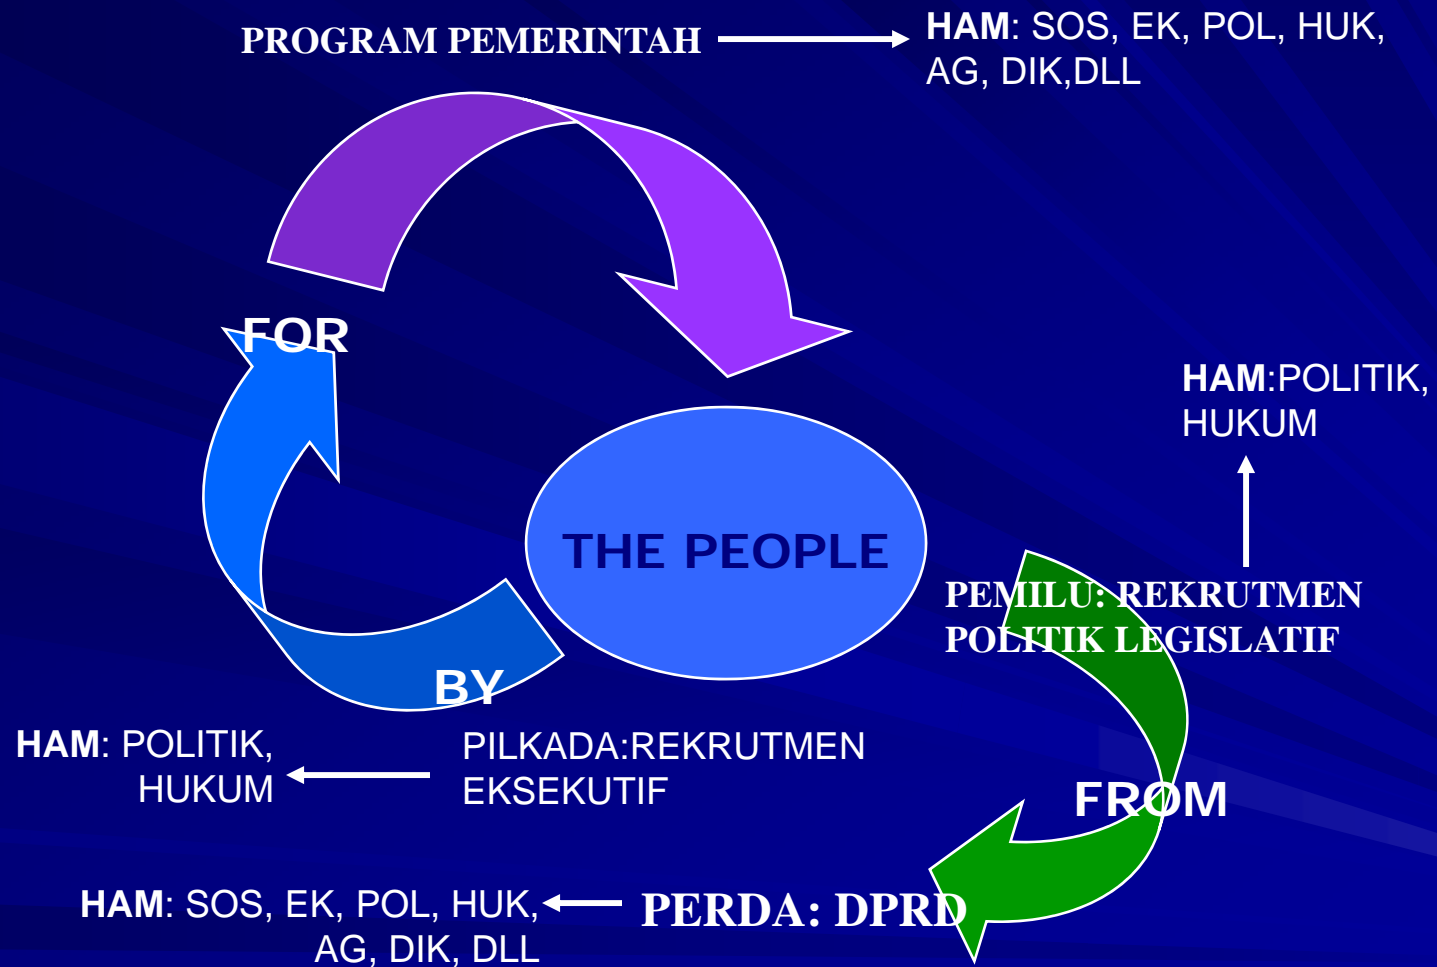 PROGRAM PEMERINTAH
HAM: SOS, EK, POL, HUK,
AG, DIK,DLL
FOR
HAM:POLITIK,
HUKUM
THE PEOPLE
PEMILU: REKRUTMEN
POLITIK LEGISLATIF
BY
HAM: POLITIK,
HUKUM
PILKADA:REKRUTMEN
EKSEKUTIF
FROM
HAM: SOS, EK, POL, HUK,
AG, DIK, DLL
PERDA: DPRD